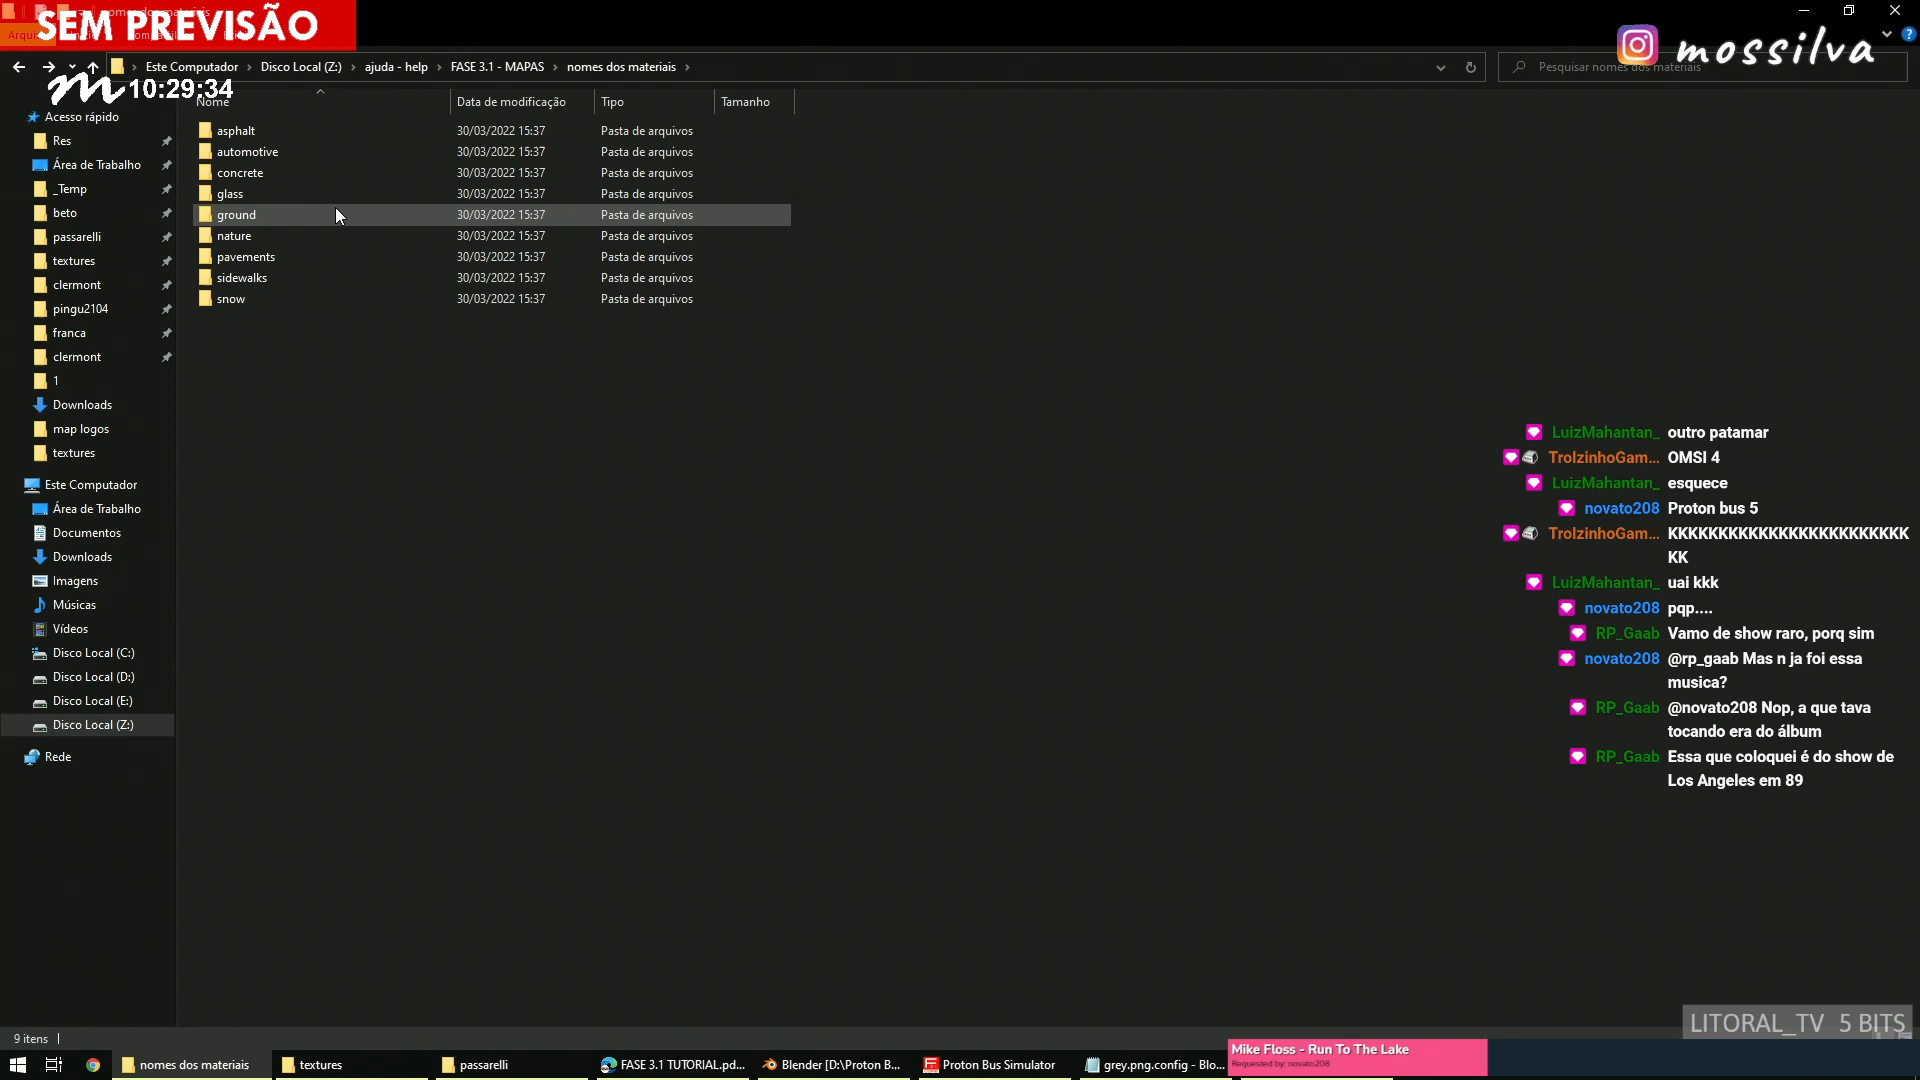 SEM PREVISÃO
mossilva
Este Computador
Disco Local (Z:)
ajuda - help
FASE 3.1 - MAPAS
nomes dos materiais
Pesquisar nomes dos materiais
10:29:34
Nome
Data de modificação
Tipo
Tamanho
Acesso rápido
Res
Área de Trabalho
_Temp
beto
passarelli
textures
clermont
pingu2104
franca
clermont
1
Downloads
map logos
textures
Este Computador
Área de Trabalho
Documentos
Downloads
Imagens
Músicas
Vídeos
Disco Local (C:)
Disco Local (D:)
Disco Local (E:)
Disco Local (Z:)
Rede
asphalt 30/03/2022 15:37 Pasta de arquivos
automotive 30/03/2022 15:37 Pasta de arquivos
concrete 30/03/2022 15:37 Pasta de arquivos
glass 30/03/2022 15:37 Pasta de arquivos
ground 30/03/2022 15:37 Pasta de arquivos
nature 30/03/2022 15:37 Pasta de arquivos
pavements 30/03/2022 15:37 Pasta de arquivos
sidewalks 30/03/2022 15:37 Pasta de arquivos
snow 30/03/2022 15:37 Pasta de arquivos
LuizMahantan_ outro patamar
TrolzinhoGam... OMSI 4
LuizMahantan_ esquece
novato208 Proton bus 5
TrolzinhoGam... KKKKKKKKKKKKKKKKKKKKKKKK
KK
LuizMahantan_ uai kkk
novato208 pqp....
RP_Gaab Vamo de show raro, porq sim
novato208 @rp_gaab Mas n ja foi essa
musica?
RP_Gaab @novato208 Nop, a que tava
tocando era do álbum
RP_Gaab Essa que coloquei é do show de
Los Angeles em 89
LITORAL_TV 5 BITS
9 itens
nomes dos materiais
textures
passarelli
FASE 3.1 TUTORIAL.pd...
Blender [D:\Proton B...
Proton Bus Simulator
grey.png.config - Blo...
Mike Floss - Run To The Lake
Requested by: novato208